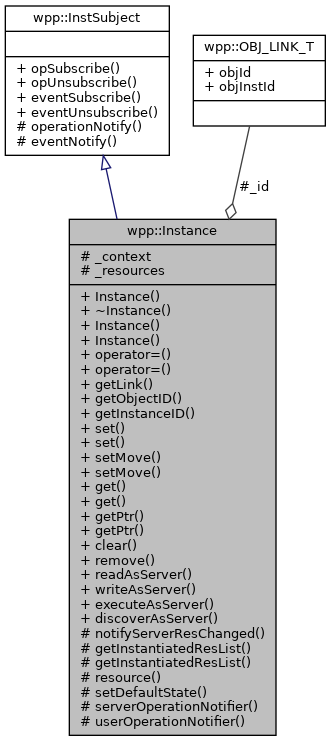 wpp::InstSubject
+ opSubscribe()
+ opUnsubscribe()
+ eventSubscribe()
+ eventUnsubscribe()
# operationNotify()
# eventNotify()
wpp::OBJ_LINK_T
+ objId
+ objInstId
#_id
wpp::Instance
# _context
# _resources
+ Instance()
+ ~Instance()
+ Instance()
+ Instance()
+ operator=()
+ operator=()
+ getLink()
+ getObjectID()
+ getInstanceID()
+ set()
+ set()
+ setMove()
+ setMove()
+ get()
+ get()
+ getPtr()
+ getPtr()
+ clear()
+ remove()
+ readAsServer()
+ writeAsServer()
+ executeAsServer()
+ discoverAsServer()
# notifyServerResChanged()
# getInstantiatedResList()
# getInstantiatedResList()
# resource()
# setDefaultState()
# serverOperationNotifier()
# userOperationNotifier()